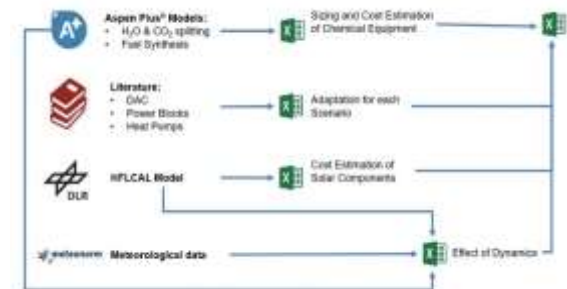 Aspen Plus® Models:
• H₂O & CO₂ splitting
• Fuel Synthesis
Sizing and Cost Estimation
of Chemical Equipment
Literature:
• DAC
• Power Blocks
• Heat Pumps
Adaptation for each
Scenario
DLR
HFLCAL Model
Cost Estimation of
Solar Components
meteonorm
Meteorological data
Effect of Dynamics